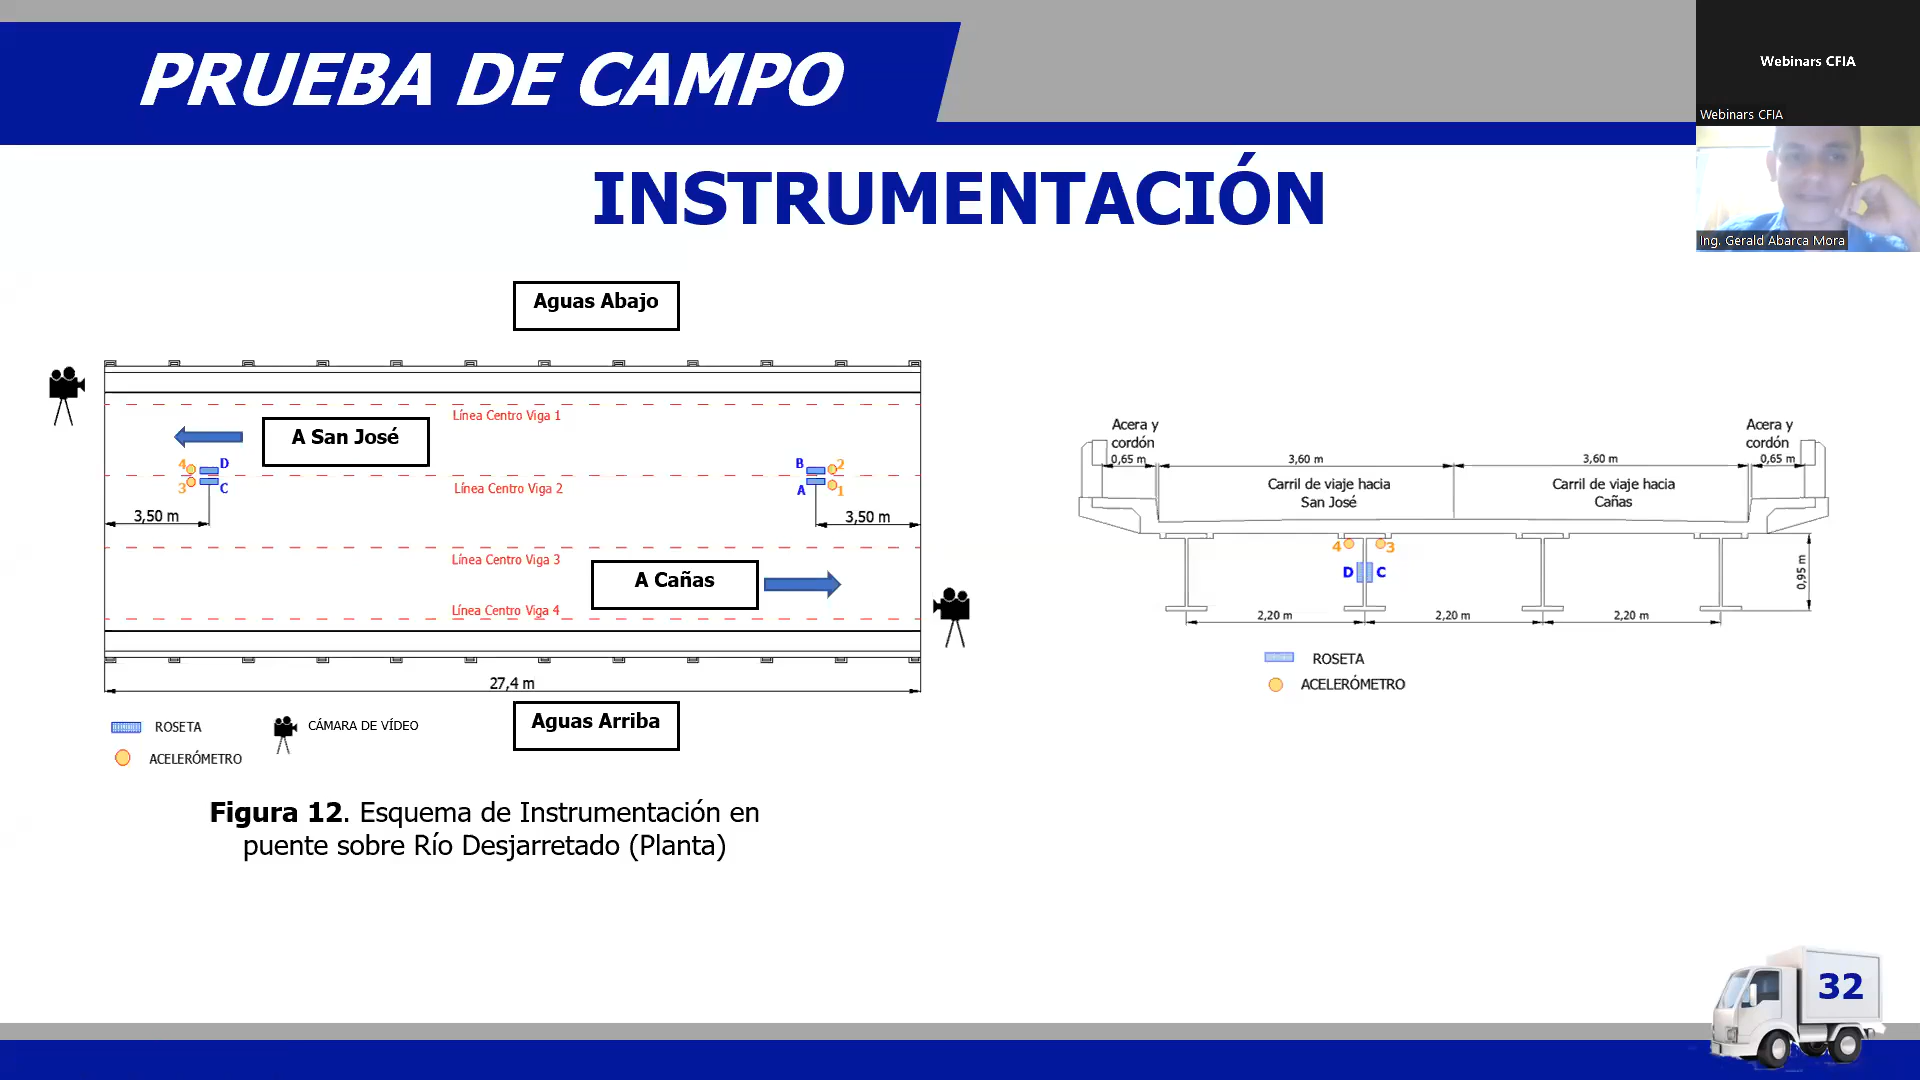 PRUEBA DE CAMPO
Webinars CFIA
Webinars CFIA
Ing. Gerald Abarca Mora
INSTRUMENTACIÓN
Aguas Abajo
Línea Centro Viga 1
A San José
4 D
3 C
B 2
A 1
Línea Centro Viga 2
3,50 m
3,50 m
Línea Centro Viga 3
A Cañas
Línea Centro Viga 4
27,4 m
Aguas Arriba
ROSETA
CÁMARA DE VÍDEO
ACELERÓMETRO
Figura 12. Esquema de Instrumentación en
puente sobre Río Desjarretado (Planta)
Acera y
cordón
0,65 m
3,60 m
3,60 m
Acera y
cordón
0,65 m
Carril de viaje hacia
San José
Carril de viaje hacia
Cañas
4 3
D C
0,95 m
2,20 m
2,20 m
2,20 m
ROSETA
ACELERÓMETRO
32